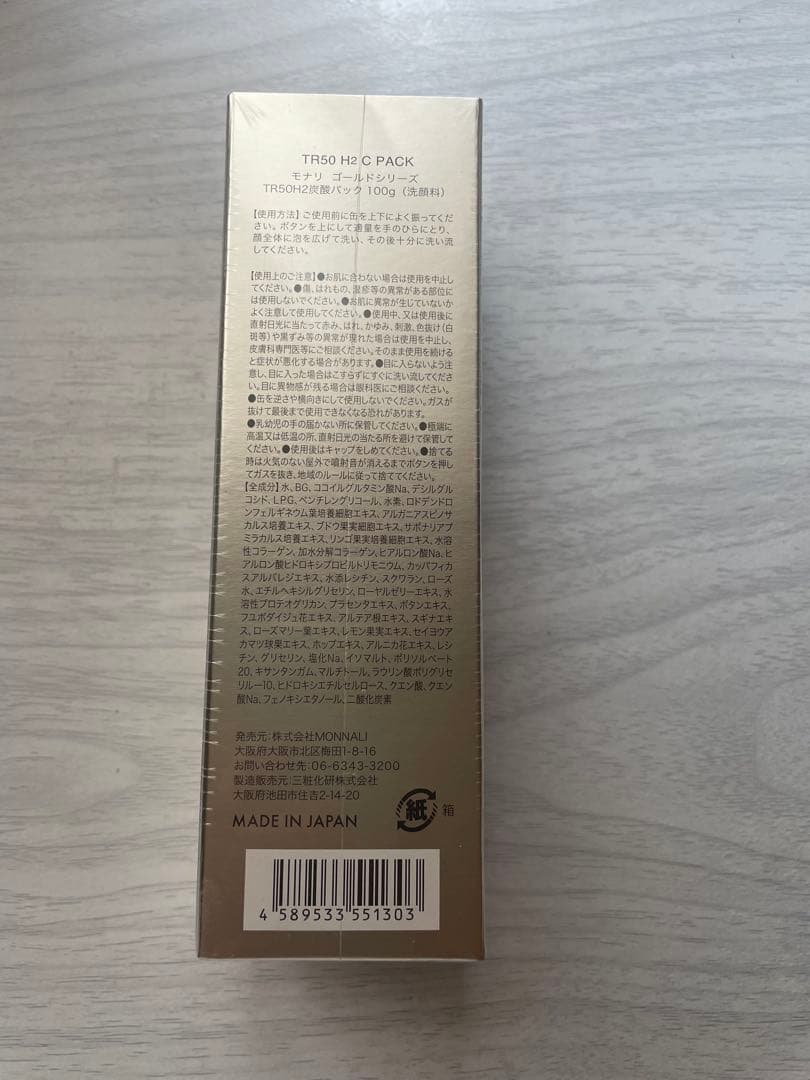 TR50 H2 C PACK
モナリ ゴールドシリーズ
TR50H2炭酸パック 100g（洗顔料）
【使用方法】ご使用前に缶を上下によく振ってくだ
さい。ボタンを上にして適量を手のひらにとり、
顔全体に泡を広げて洗い、その後十分に洗い流
してください。
【使用上のご注意】●お肌に合わない場合は使用を中止し
てください。●傷、はれもの、湿疹等の異常がある部位に
は使用しないでください。●お肌に異常が生じていないか
よく注意して使用してください。●使用中、又は使用後に
直射日光に当たって赤み、はれ、かゆみ、刺激、色抜け(白
斑等)や黒ずみ等の異常が現れた場合は使用を中止し、
皮膚科専門医等にご相談ください。そのまま使用を続ける
と症状が悪化する場合があります。●目に入らないよう注
意し、目に入った場合はこすらずにすぐに洗い流してくださ
い。目に異物感が残る場合は眼科医にご相談ください。
●缶を逆さや横向きにして使用しないでください。ガスが
抜けて最後まで使用できなくなる恐れがあります。
●乳幼児の手の届かない所に保管してください。●極端に
高温又は低温の所、直射日光の当たる所を避けて保管して
ください。●使用後はキャップをしめてください。●捨てる
時は火気のない屋外で噴射音が消えるまでボタンを押し
てガスを抜き、地域のルールに従って捨ててください。
【全成分】水、BG、ココイルグルタミン酸Na、デシルグル
コシド、LPG、ペンチレングリコール、水素、ロドデンドロ
ンフェルギネウム葉培養細胞エキス、アルガニアスピノサ
カルス培養エキス、ブドウ果実細胞エキス、サポナリアプ
ミラカルス培養エキス、リンゴ果実培養細胞エキス、水溶
性コラーゲン、加水分解コラーゲン、ヒアルロン酸Na、ヒ
アルロン酸ヒドロキシプロピルトリモニウム、カッパフィカ
スアルバレジエキス、水添レシチン、スクワラン、ローズ
水、エチルヘキシルグリセリン、ローヤルゼリーエキス、水
溶性プロテオグリカン、プラセンタエキス、ボタンエキス、
フユボダイジュ花エキス、アルテア根エキス、スギナエキ
ス、ローズマリー葉エキス、レモン果実エキス、セイヨウア
カマツ球果エキス、ホップエキス、アルニカ花エキス、レシ
チン、グリセリン、塩化Na、イソマルト、ポリソルベート
20、キサンタンガム、マルチトール、ラウリン酸ポリグリセ
リル-10、ヒドロキシエチルセルロース、クエン酸、クエン
酸Na、フェノキシエタノール、二酸化炭素
発売元:株式会社MONNALI
大阪府大阪市北区梅田1-8-16
お問い合わせ先:06-6343-3200
製造販売元:三粧化研株式会社
大阪府池田市住吉2-14-20
MADE IN JAPAN
紙 箱
4 589533 551303